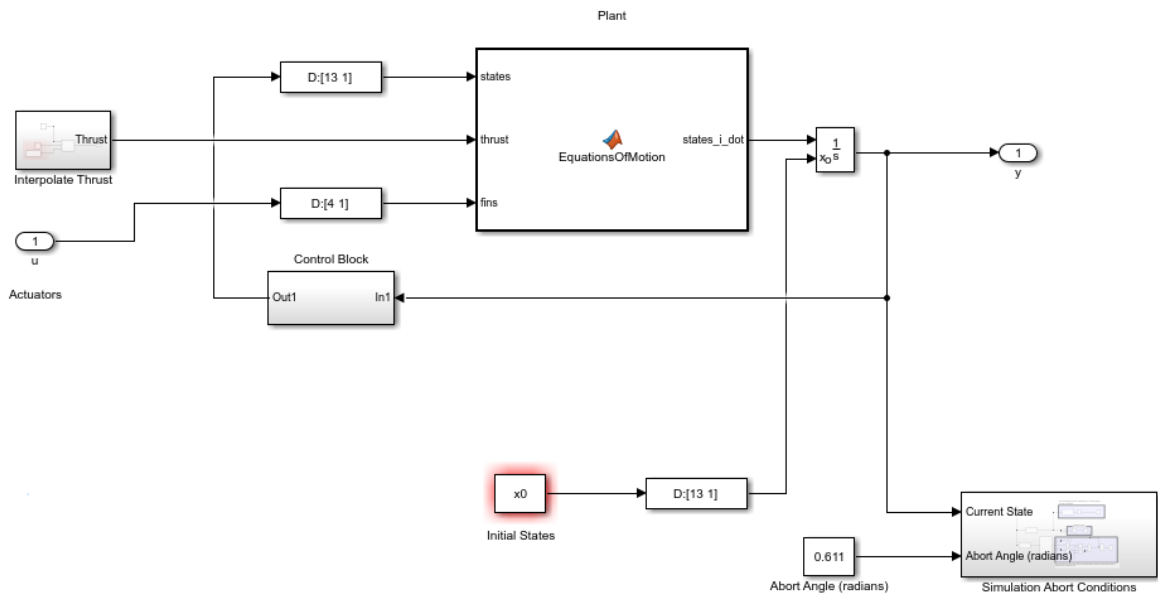 Plant
D:[13 1]
states
Thrust
thrust
states_i_dot
1
s
xo
EquationsOfMotion
1
y
Interpolate Thrust
D:[4 1]
fins
1
u
Control Block
Actuators
Out1
In1
x0
D:[13 1]
Initial States
Current State
0.611
Abort Angle (radians)
Abort Angle (radians)
Simulation Abort Conditions